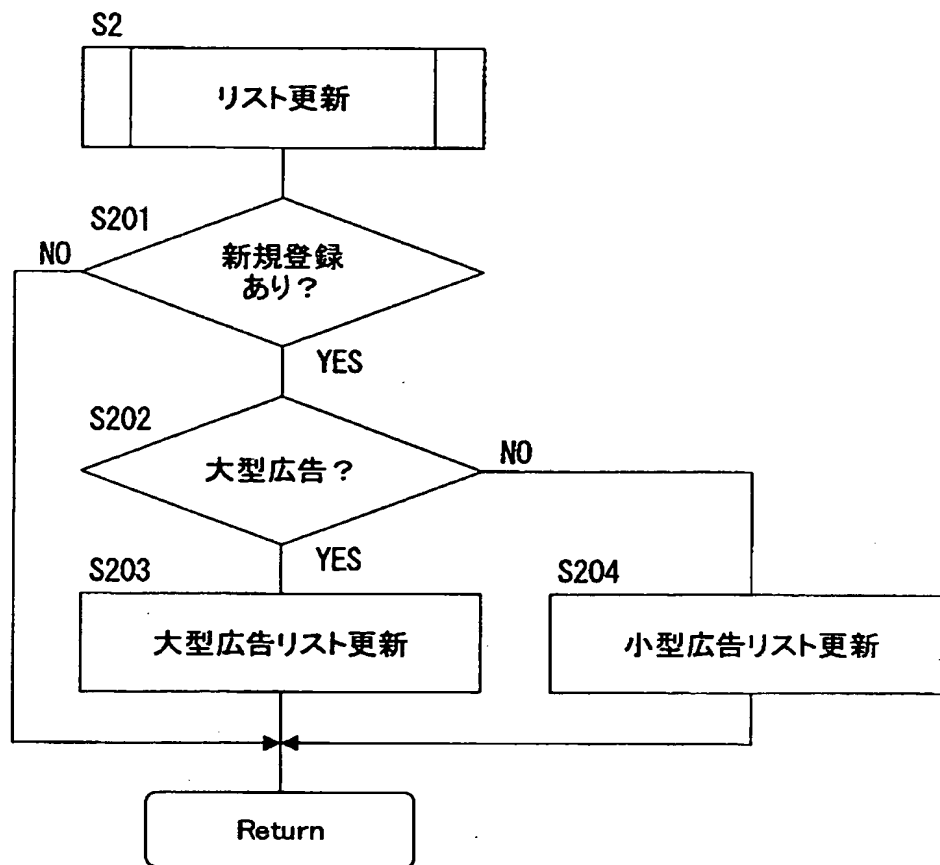 S2
リスト更新
S201
NO
新規登録
あり?
YES
S202
大型広告?
NO
YES
S203
大型広告リスト更新
S204
小型広告リスト更新
Return